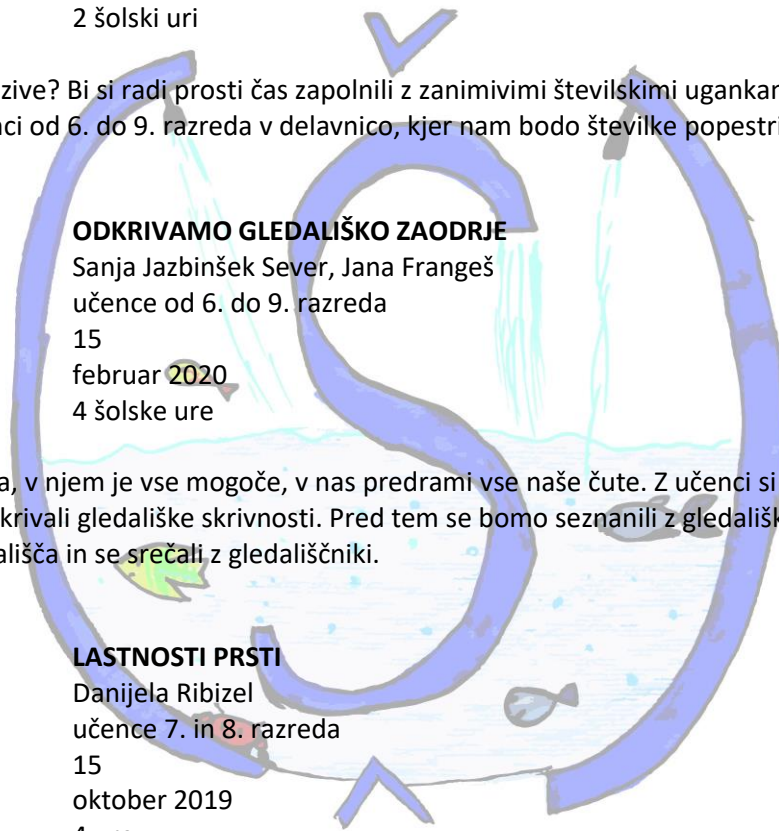 2 šolski uri
zive? Bi si radi prosti čas zapolnili z zanimivimi številskimi ugankam
ci od 6. do 9. razreda v delavnico, kjer nam bodo številke popestri
ODKRIVAMO GLEDALIŠKO ZAODRJE
Sanja Jazbinšek Sever, Jana Frangeš
učence od 6. do 9. razreda
15
februar 2020
4 šolske ure
a, v njem je vse mogoče, v nas predrami vse naše čute. Z učenci si
krivali gledališke skrivnosti. Pred tem se bomo seznanili z gledališk
ališča in se srečali z gledališčniki.
LASTNOSTI PRSTI
Danijela Ribizel
učence 7. in 8. razreda
15
oktober 2019